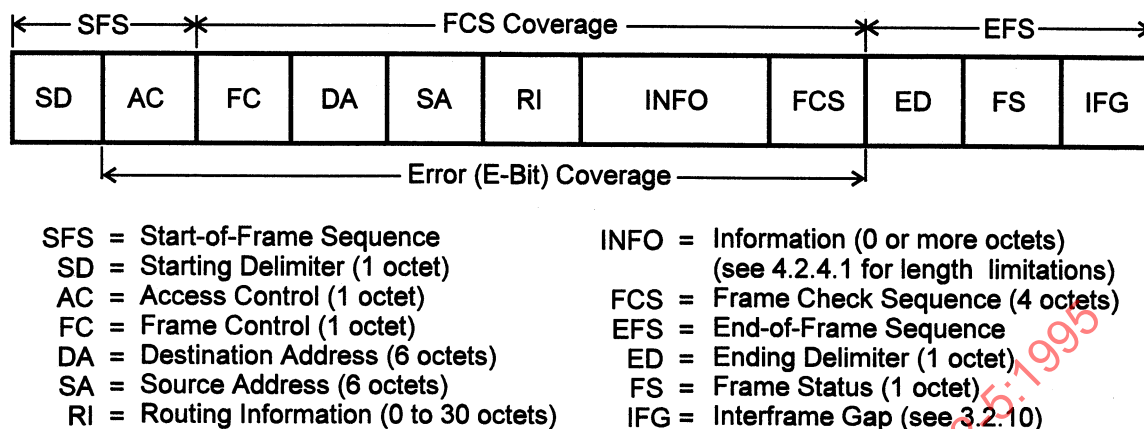 SFS FCS Coverage EFS
SD AC FC DA SA RI INFO FCS ED FS IFG
Error (E-Bit) Coverage
SFS = Start-of-Frame Sequence
SD = Starting Delimiter (1 octet)
AC = Access Control (1 octet)
FC = Frame Control (1 octet)
DA = Destination Address (6 octets)
SA = Source Address (6 octets)
RI = Routing Information (0 to 30 octets)
INFO = Information (0 or more octets)
(see 4.2.4.1 for length limitations)
FCS = Frame Check Sequence (4 octets)
EFS = End-of-Frame Sequence
ED = Ending Delimiter (1 octet)
FS = Frame Status (1 octet)
IFG = Interframe Gap (see 3.2.10)
5:1995